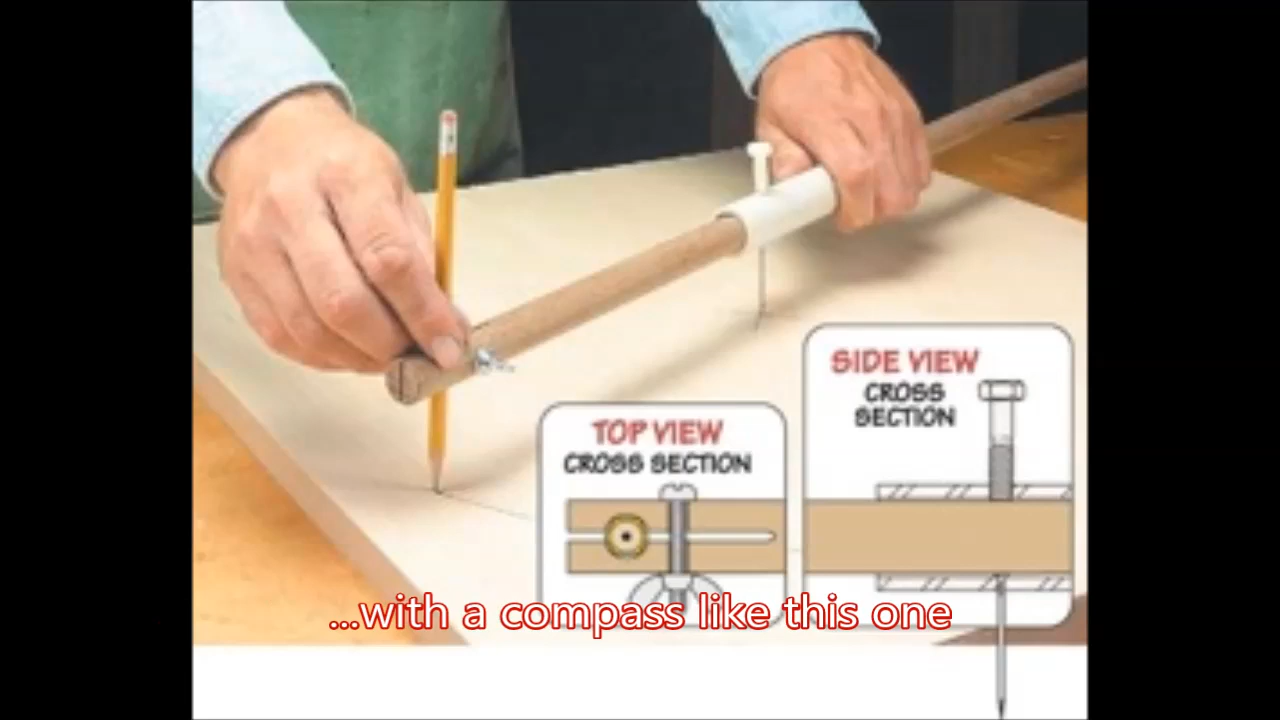 SIDE VIEW
CROSS
SECTION
TOP VIEW
CROSS SECTION
...with a compass like this one